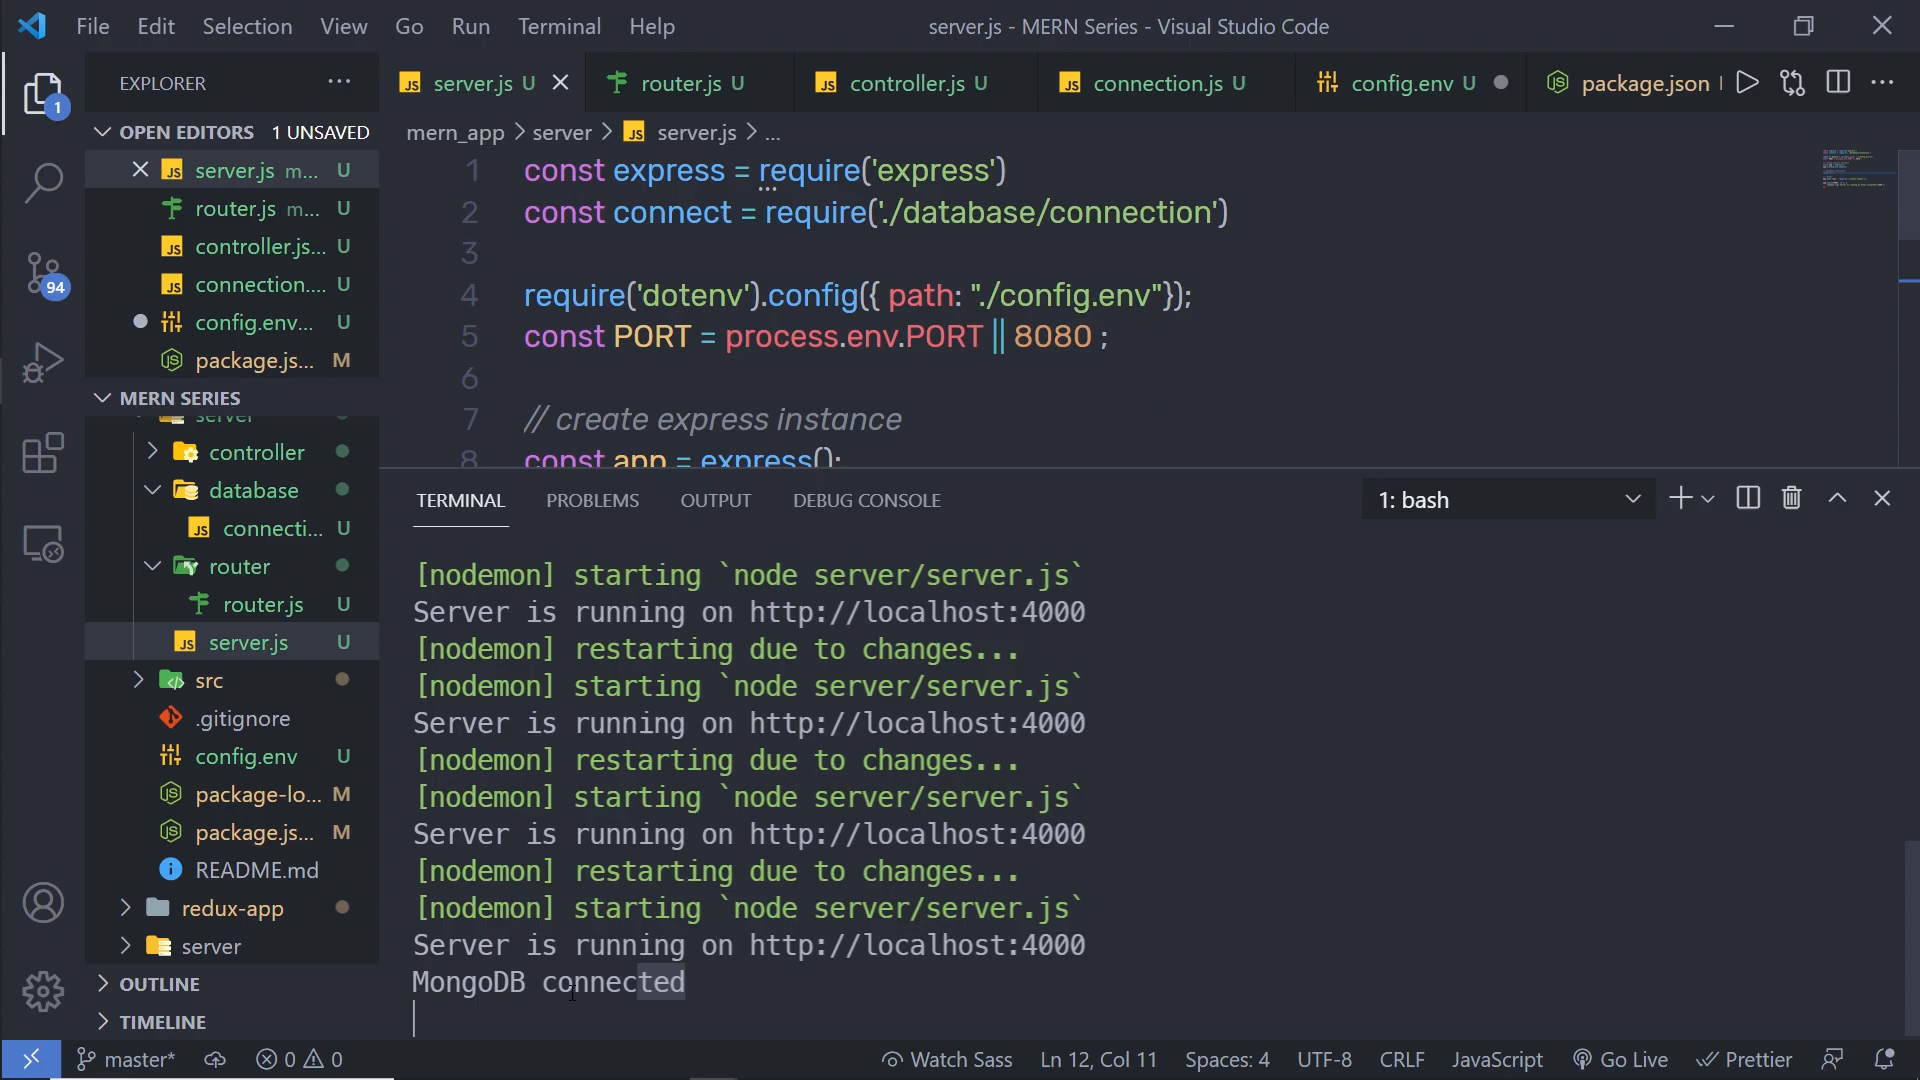 File Edit Selection View Go Run Terminal Help
server.js - MERN Series - Visual Studio Code
EXPLORER ...
1
OPEN EDITORS 1 UNSAVED
server.js m... U
router.js m... U
controller.js... U
connection.... U
config.env... U
package.js... M
MERN SERIES
server
controller
database
connecti... U
router
router.js U
server.js U
src
.gitignore
config.env U
package-lo... M
package.js... M
README.md
redux-app
server
OUTLINE
TIMELINE
94
server.js U
router.js U
controller.js U
connection.js U
config.env U
package.json
mern_app > server > server.js > ...
1 const express = require('express')
2 const connect = require('./database/connection')
3
4 require('dotenv').config({ path: "./config.env"});
5 const PORT = process.env.PORT || 8080 ;
6
7 // create express instance
8 const app = express();
TERMINAL PROBLEMS OUTPUT DEBUG CONSOLE
1: bash
[nodemon] starting `node server/server.js`
Server is running on http://localhost:4000
[nodemon] restarting due to changes...
[nodemon] starting `node server/server.js`
Server is running on http://localhost:4000
[nodemon] restarting due to changes...
[nodemon] starting `node server/server.js`
Server is running on http://localhost:4000
[nodemon] restarting due to changes...
[nodemon] starting `node server/server.js`
Server is running on http://localhost:4000
MongoDB connected
master* 0 0
Watch Sass Ln 12, Col 11 Spaces: 4 UTF-8 CRLF JavaScript Go Live Prettier